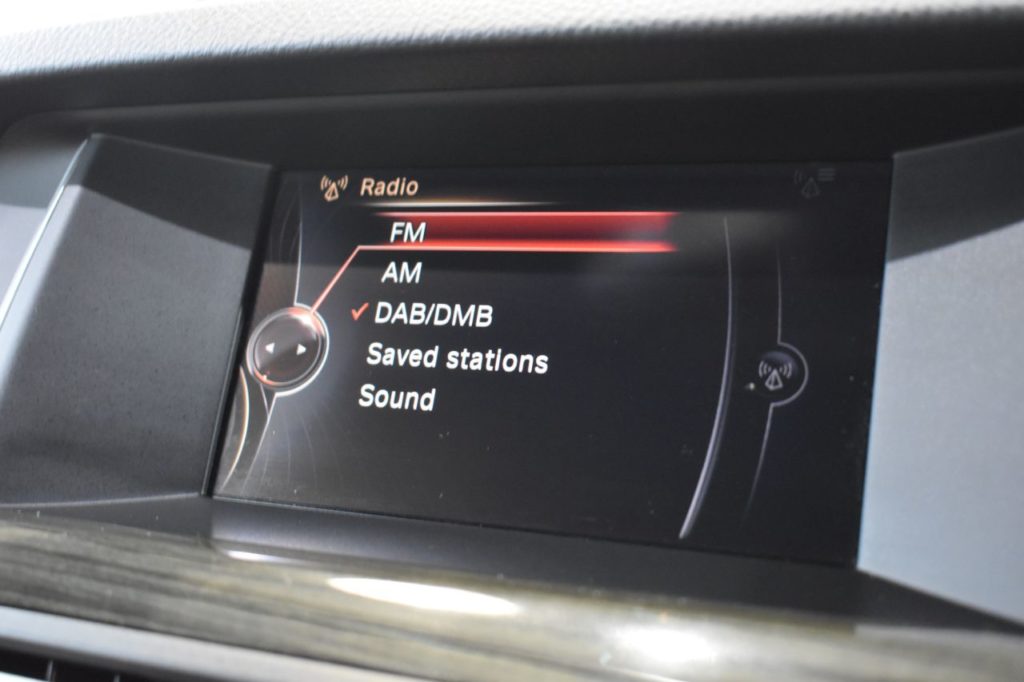 Radio
FM
AM
DAB/DMB
Saved stations
Sound